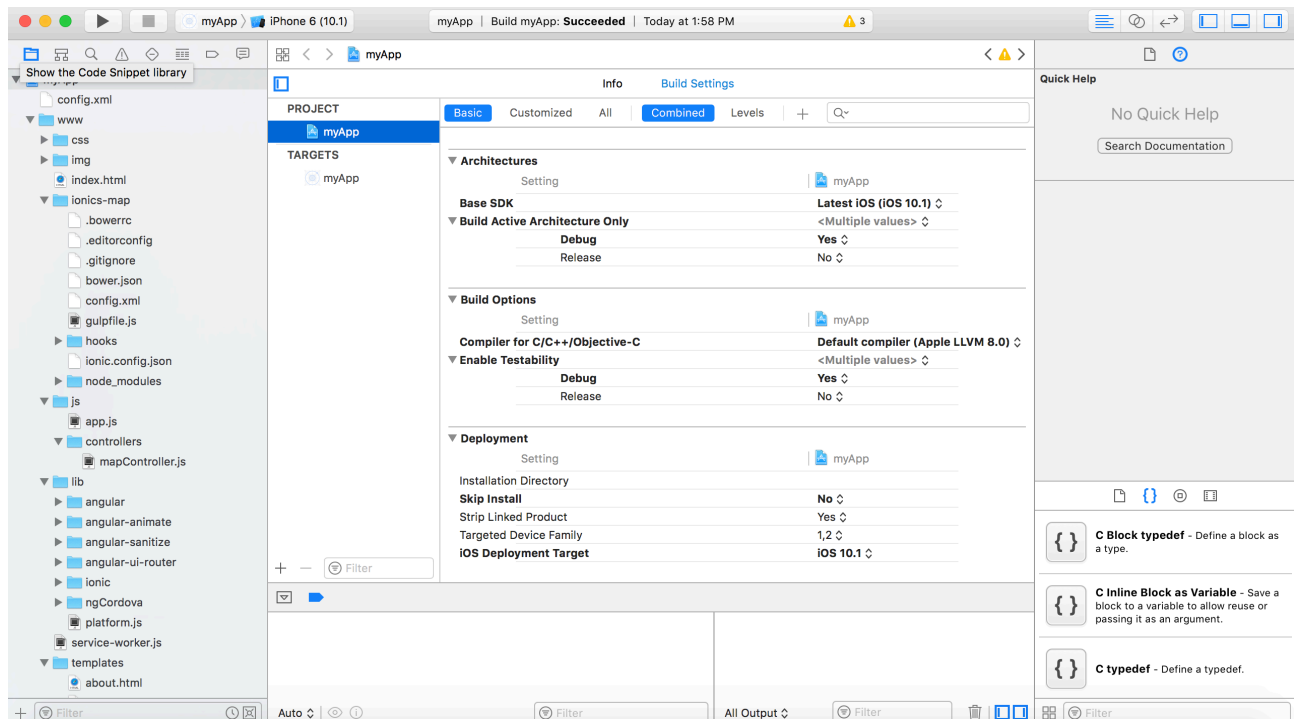 myApp
iPhone 6 (10.1)
myApp | Build myApp: Succeeded | Today at 1:58 PM
3
Show the Code Snippet library
config.xml
www
css
img
index.html
ionics-map
.bowerrc
.editorconfig
.gitignore
bower.json
config.xml
gulpfile.js
hooks
ionic.config.json
node_modules
js
app.js
controllers
mapController.js
lib
angular
angular-animate
angular-sanitize
angular-ui-router
ionic
ngCordova
platform.js
service-worker.js
templates
about.html
Filter
myApp
Info
Build Settings
PROJECT
myApp
TARGETS
myApp
Filter
Basic
Customized
All
Combined
Levels
Architectures
Setting
myApp
Base SDK
Latest iOS (iOS 10.1)
Build Active Architecture Only
<Multiple values>
Debug
Yes
Release
No
Build Options
Setting
myApp
Compiler for C/C++/Objective-C
Default compiler (Apple LLVM 8.0)
Enable Testability
<Multiple values>
Debug
Yes
Release
No
Deployment
Setting
myApp
Installation Directory
Skip Install
No
Strip Linked Product
Yes
Targeted Device Family
1,2
iOS Deployment Target
iOS 10.1
Auto
Filter
All Output
Filter
Quick Help
No Quick Help
Search Documentation
C Block typedef - Define a block as
a type.
C Inline Block as Variable - Save a
block to a variable to allow reuse or
passing it as an argument.
C typedef - Define a typedef.
Filter